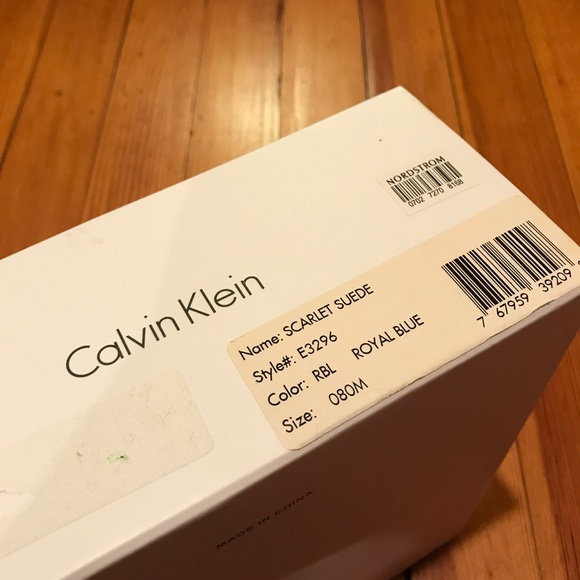 NORDSTROM
0702 7270 8168
Calvin Klein
Name: SCARLET SUEDE
Style#: E3296
Color: RBL ROYAL BLUE
Size: 080M
7 67959 39209
MADE IN CHINA